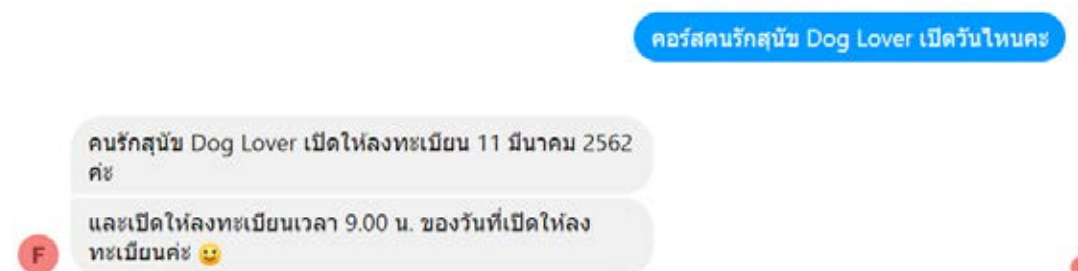 คอร์สคนรักสุนัข Dog Lover เปิดวันไหนคะ
คนรักสุนัข Dog Lover เปิดให้ลงทะเบียน 11 มีนาคม 2562
ค่ะ
และเปิดให้ลงทะเบียนเวลา 9.00 น. ของวันที่เปิดให้ลง
ทะเบียนค่ะ 🙂
F